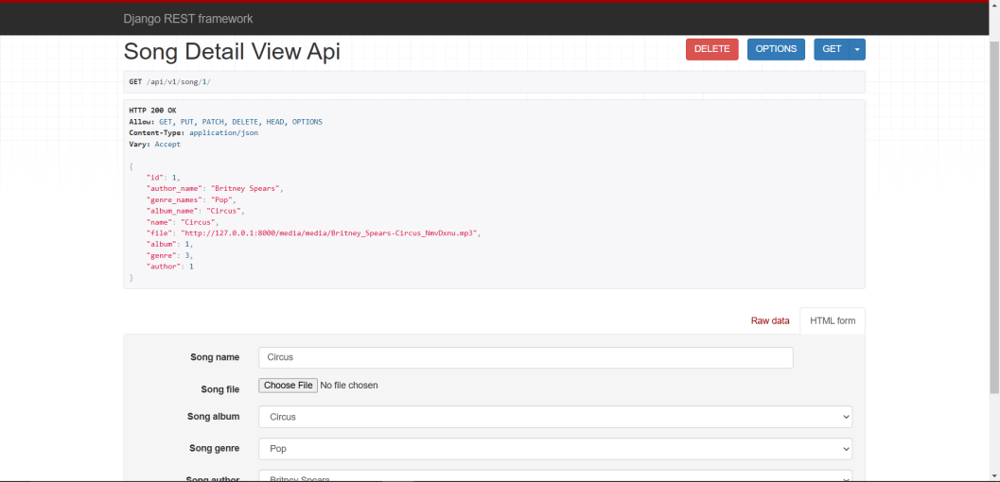 Django REST framework
Song Detail View Api
DELETE OPTIONS GET
GET /api/v1/song/1/
HTTP 200 OK
Allow: GET, PUT, PATCH, DELETE, HEAD, OPTIONS
Content-Type: application/json
Vary: Accept
{
"id": 1,
"author_name": "Britney Spears",
"genre_names": "Pop",
"album_name": "Circus",
"name": "Circus",
"file": "http://127.0.0.1:8000/media/media/Britney_Spears-Circus_NmvDxnu.mp3",
"album": 1,
"genre": 3,
"author": 1
}
Raw data HTML form
Song name Circus
Song file Choose File No file chosen
Song album Circus
Song genre Pop
Song author Britney Spears